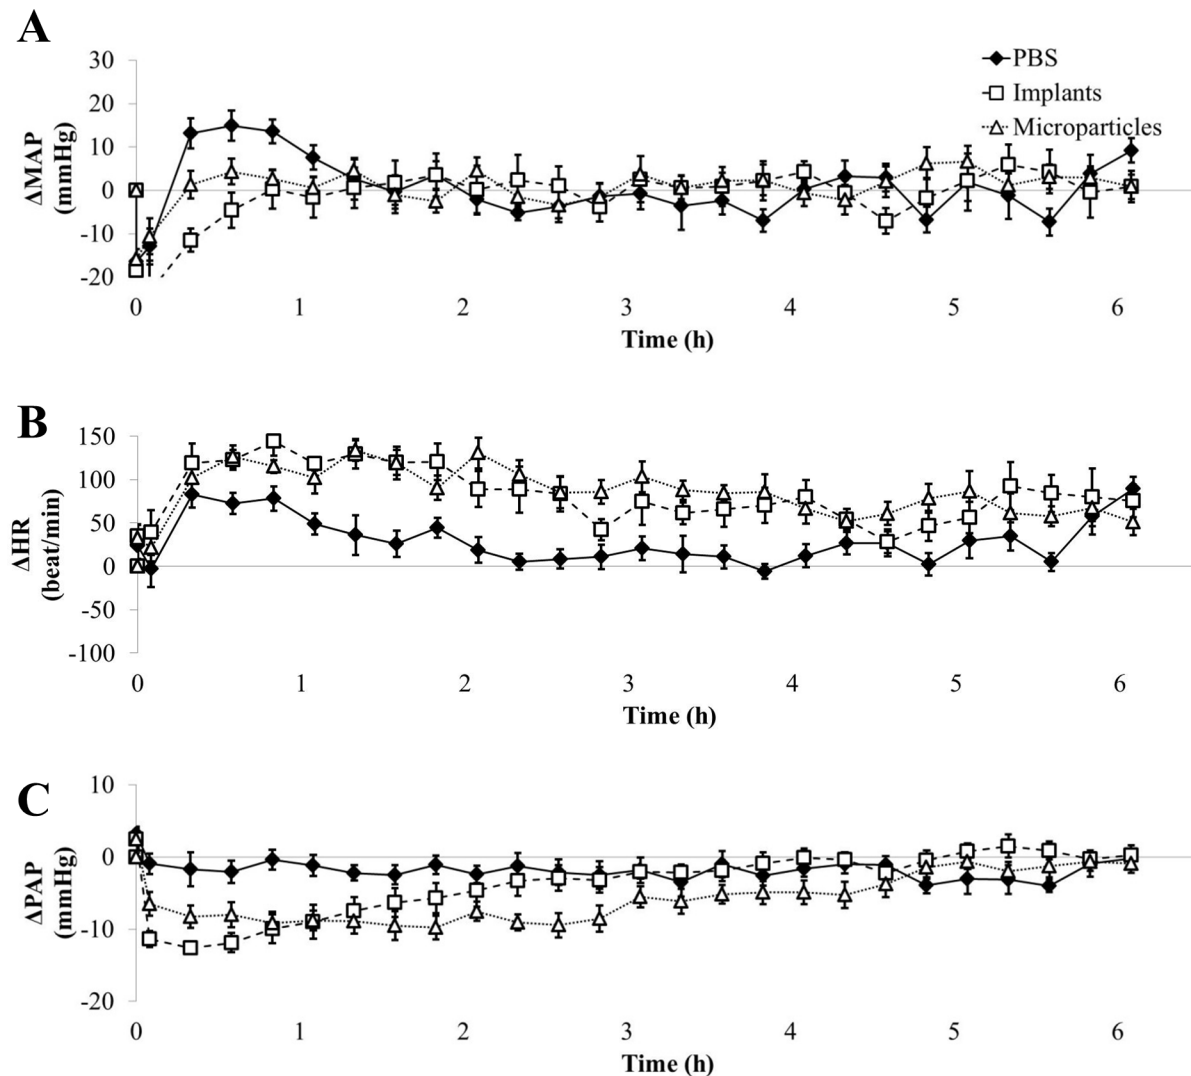 A
ΔMAP
(mmHg)
30
20
10
0
-10
-20
PBS
Implants
Microparticles
0 1 2 3 4 5 6
Time (h)
B
ΔHR
(beat/min)
150
100
50
0
-50
-100
0 1 2 3 4 5 6
Time (h)
C
ΔPAP
(mmHg)
10
0
-10
-20
0 1 2 3 4 5 6
Time (h)